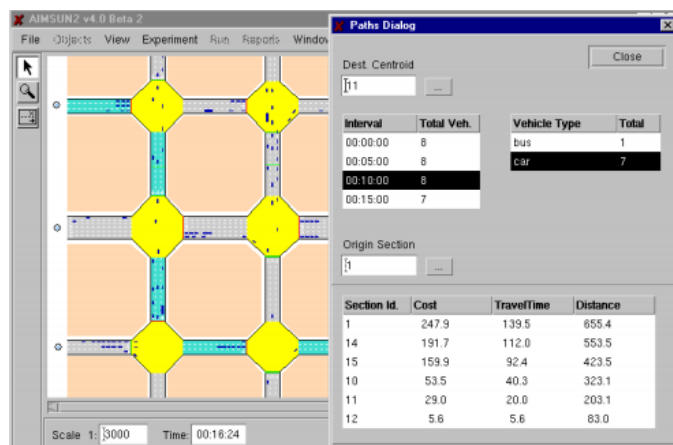 AIMSUN2 v4.0 Beta 2
File Objects View Experiment Run Reports Window
Scale 1: 3000 Time: 00:16:24
Paths Dialog
Close
Dest. Centroid
11 ...
Interval Total Veh.
00:00:00 8
00:05:00 8
00:10:00 8
00:15:00 7
Vehicle Type Total
bus 1
car 7
Origin Section
1 ...
Section Id. Cost TravelTime Distance
1 247.9 139.5 655.4
14 191.7 112.0 553.5
15 159.9 92.4 423.5
10 53.5 40.3 323.1
11 29.0 20.0 203.1
12 5.6 5.6 83.0